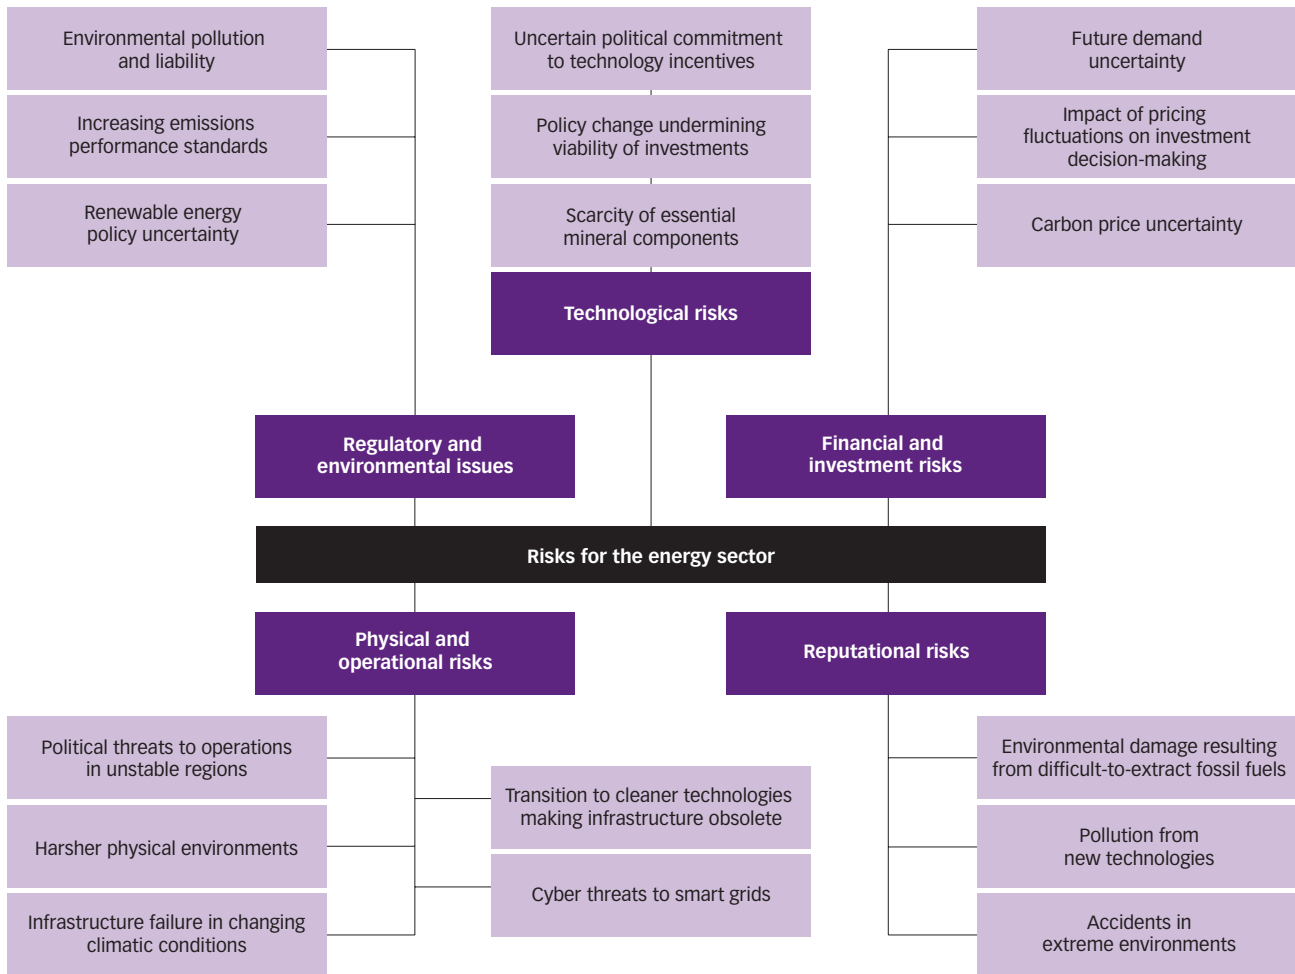 Environmental pollution
and liability
Increasing emissions
performance standards
Renewable energy
policy uncertainty
Uncertain political commitment
to technology incentives
Policy change undermining
viability of investments
Scarcity of essential
mineral components
Technological risks
Future demand
uncertainty
Impact of pricing
fluctuations on investment
decision-making
Carbon price uncertainty
Regulatory and
environmental issues
Financial and
investment risks
Risks for the energy sector
Physical and
operational risks
Reputational risks
Political threats to operations
in unstable regions
Harsher physical environments
Infrastructure failure in changing
climatic conditions
Transition to cleaner technologies
making infrastructure obsolete
Cyber threats to smart grids
Environmental damage resulting
from difficult-to-extract fossil fuels
Pollution from
new technologies
Accidents in
extreme environments